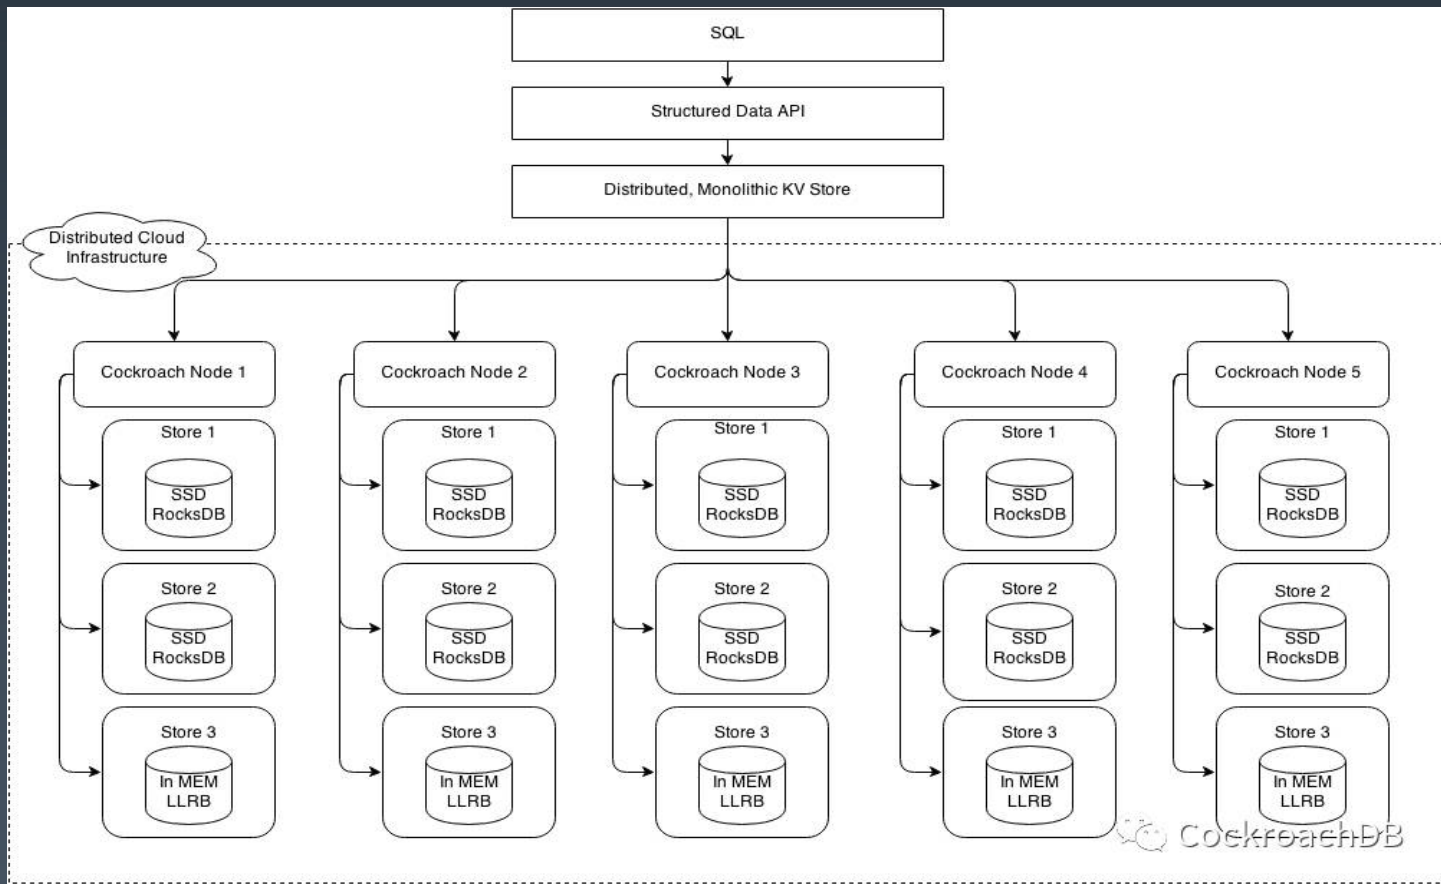 SQL
Structured Data API
Distributed, Monolithic KV Store
Distributed Cloud
Infrastructure
Cockroach Node 1
Cockroach Node 2
Cockroach Node 3
Cockroach Node 4
Cockroach Node 5
Store 1
SSD
RocksDB
Store 1
SSD
RocksDB
Store 1
SSD
RocksDB
Store 1
SSD
RocksDB
Store 1
SSD
RocksDB
Store 2
SSD
RocksDB
Store 2
SSD
RocksDB
Store 2
SSD
RocksDB
Store 2
SSD
RocksDB
Store 2
SSD
RocksDB
Store 3
In MEM
LLRB
Store 3
In MEM
LLRB
Store 3
In MEM
LLRB
Store 3
In MEM
LLRB
Store 3
In MEM
LLRB
CockroachDB